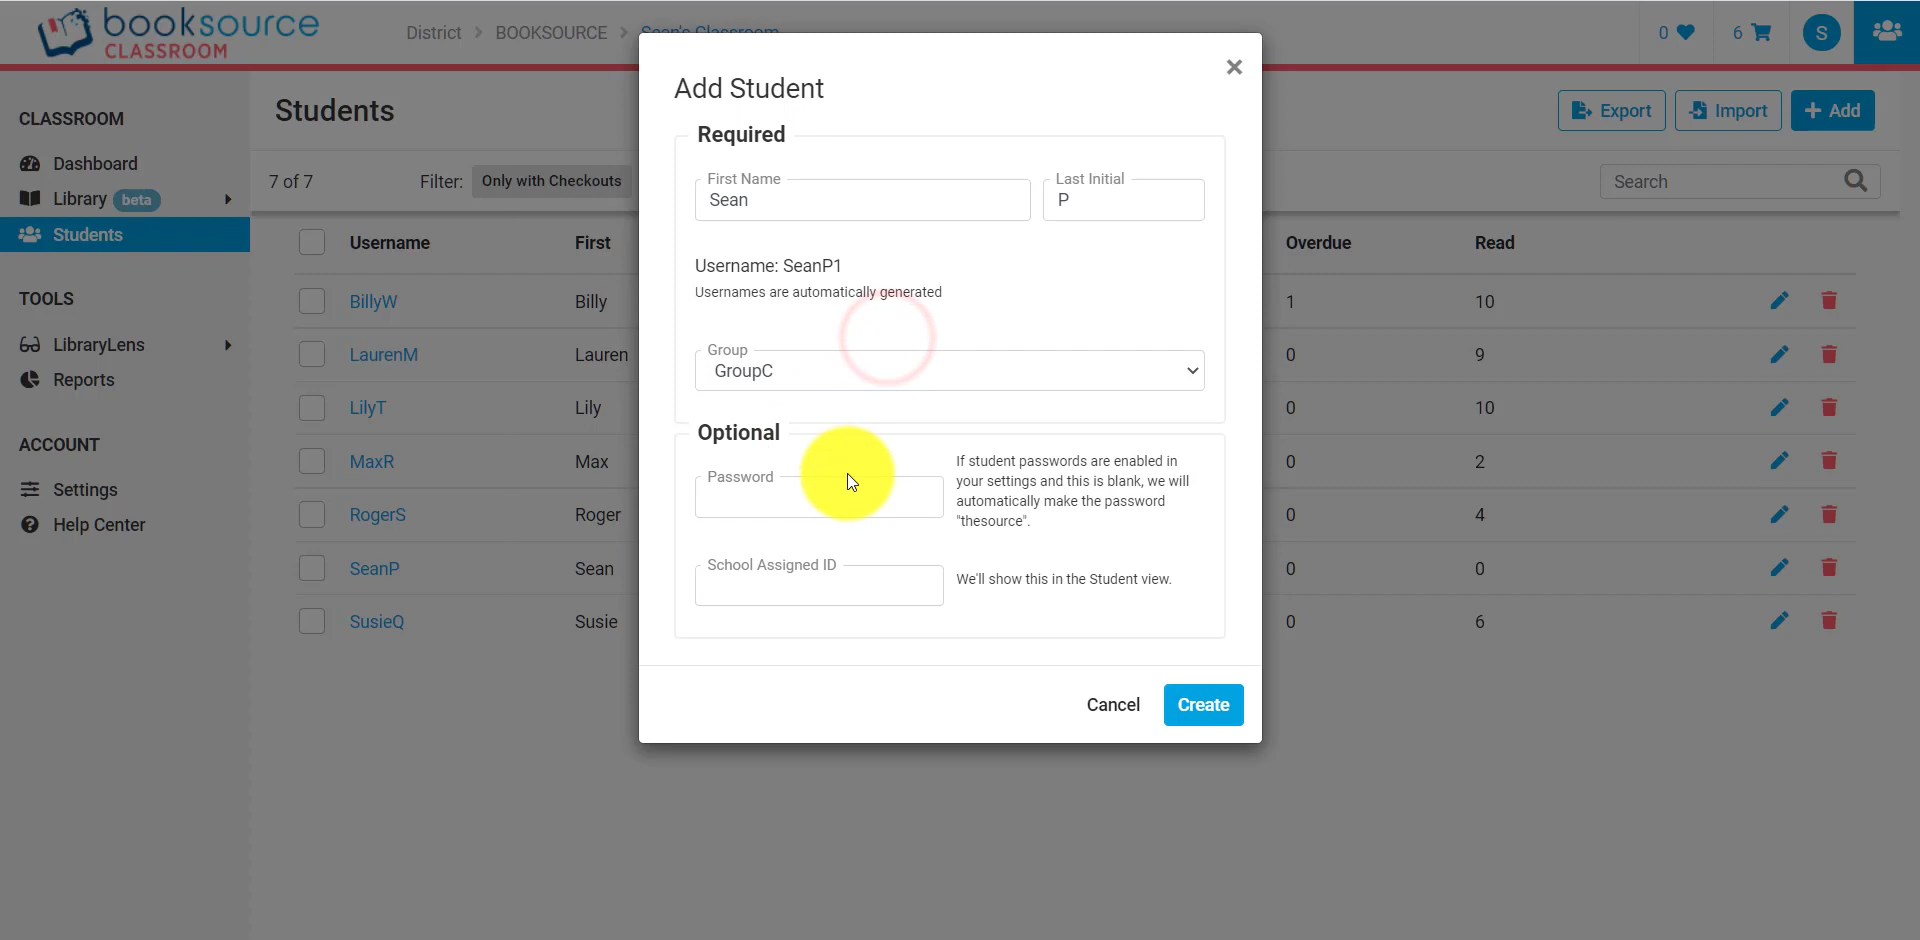 booksource
CLASSROOM
District > BOOKSOURCE > Sean's Classroom
0
6
S
CLASSROOM
Dashboard
Library beta
Students
TOOLS
LibraryLens
Reports
ACCOUNT
Settings
Help Center
Students
Export
Import
+ Add
7 of 7
Filter: Only with Checkouts
Search
Username First Overdue Read
BillyW Billy 1 10
LaurenM Lauren 0 9
LilyT Lily 0 10
MaxR Max 0 2
RogerS Roger 0 4
SeanP Sean 0 0
SusieQ Susie 0 6
Add Student
×
Required
First Name
Sean
Last Initial
P
Username: SeanP1
Usernames are automatically generated
Group
GroupC
Optional
Password
If student passwords are enabled in
your settings and this is blank, we will
automatically make the password
"thesource".
School Assigned ID
We'll show this in the Student view.
Cancel
Create